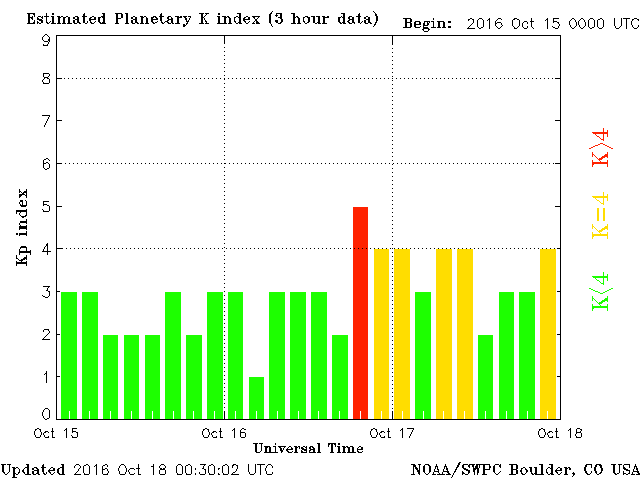 Estimated Planetary K index (3 hour data) Begin: 2016 Oct 15 0000 UTC
9
8
7
6
5
4
3
2
1
0
Kp index
K>4
K=4
K<4
Oct 15 Oct 16 Oct 17 Oct 18
Universal Time
Updated 2016 Oct 18 00:30:02 UTC NOAA/SWPC Boulder, CO USA